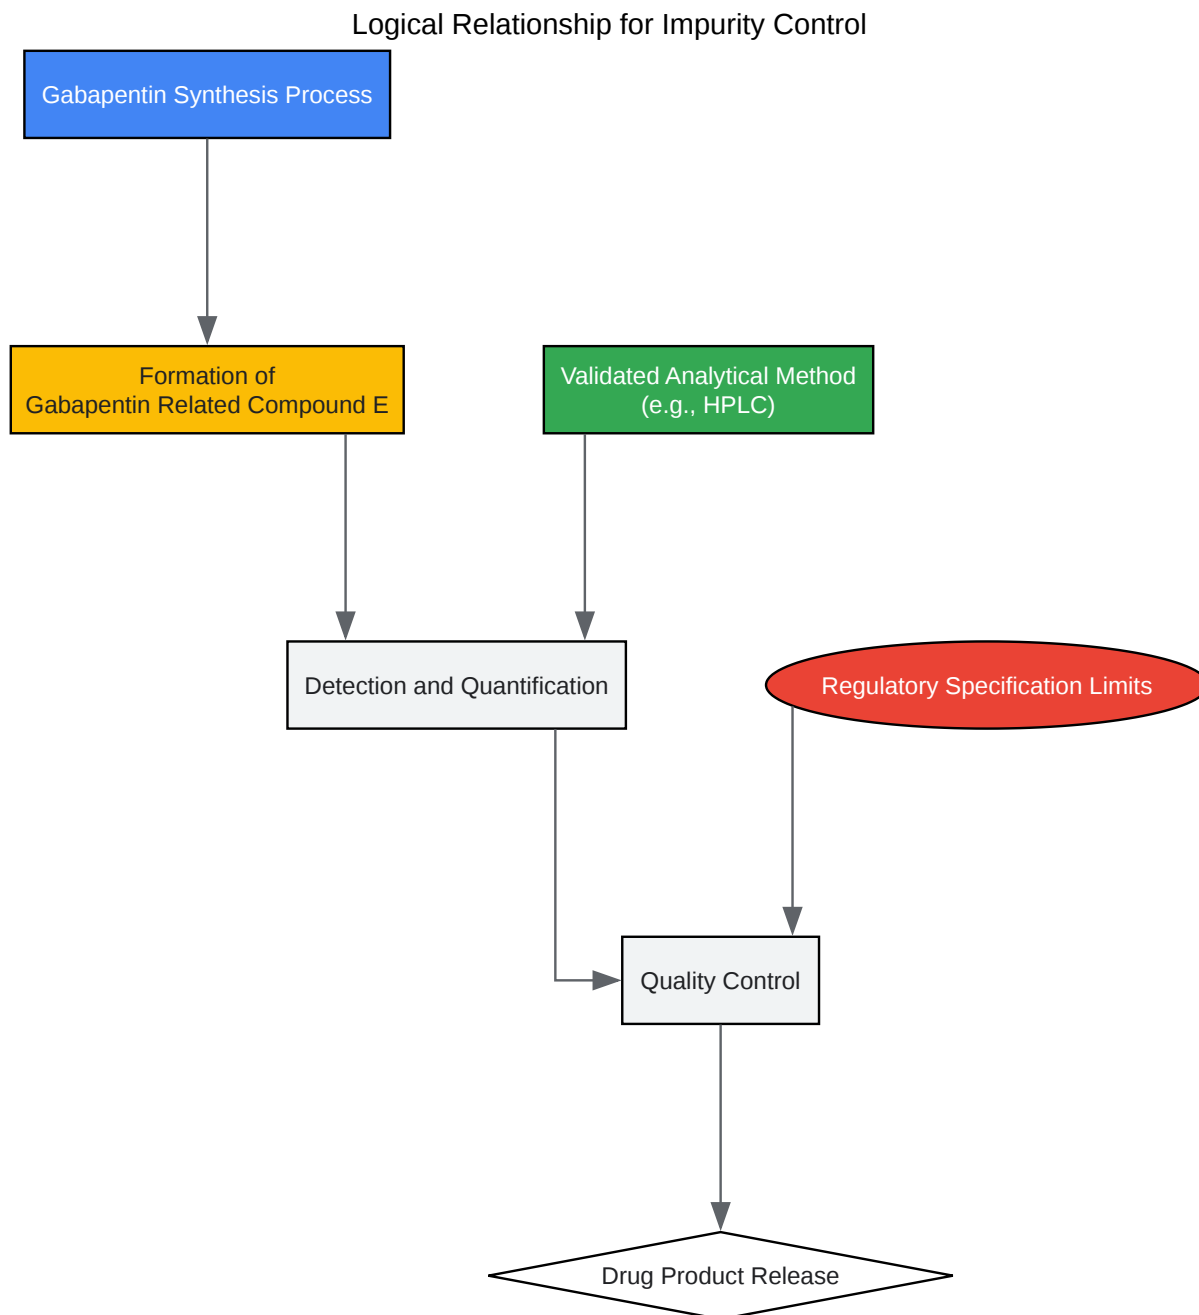 Logical Relationship for Impurity Control
Gabapentin Synthesis Process
Formation of
Gabapentin Related Compound E
Validated Analytical Method
(e.g., HPLC)
Detection and Quantification
Regulatory Specification Limits
Quality Control
Drug Product Release